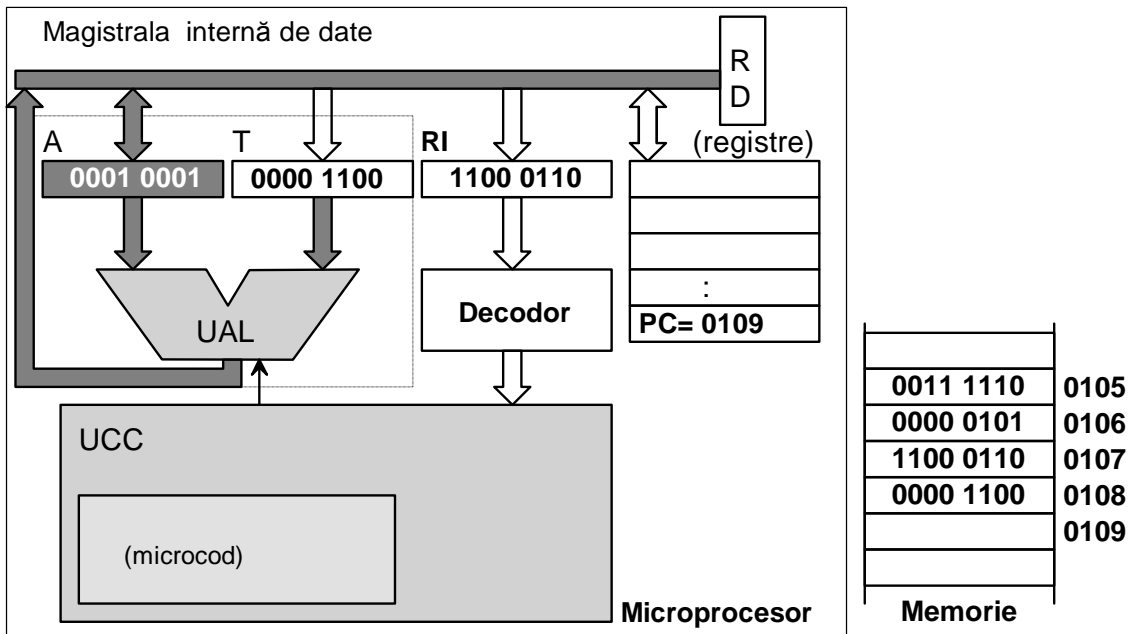 Magistrala internă de date
R
D
A
T
RI
(registre)
0001 0001
0000 1100
1100 0110
:
Decodor
PC= 0109
UAL
UCC
(microcod)
Microprocesor
0011 1110 0105
0000 0101 0106
1100 0110 0107
0000 1100 0108
0109
Memorie